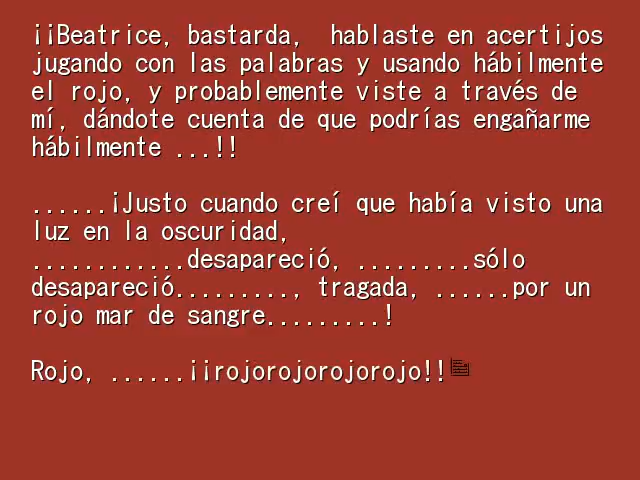 ¡¡Beatrice, bastarda,  hablaste en acertijos
jugando con las palabras y usando hábilmente
el rojo, y probablemente viste a través de
mí, dándote cuenta de que podrías engañarme
hábilmente ...!!
......¡Justo cuando creí que había visto una
luz en la oscuridad,
............desapareció, .........sólo
desapareció.........., tragada, ......por un
rojo mar de sangre.........!
Rojo, ......¡¡rojorojorojorojo!!